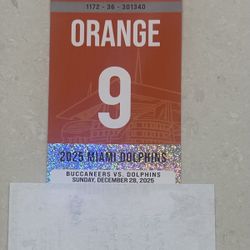 1172 - 36 - 301340
ORANGE
9
2025 MIAMI DOLPHINS
BUCCANEERS VS. DOLPHINS
SUNDAY, DECEMBER 28, 2025